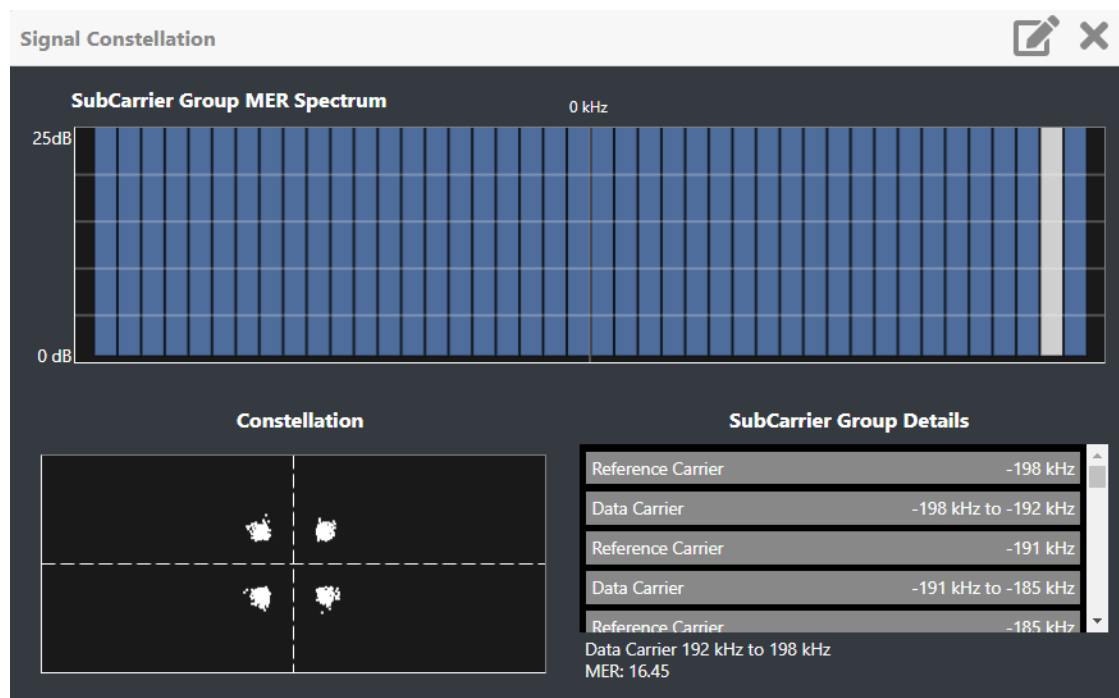 Signal Constellation
SubCarrier Group MER Spectrum
0 kHz
25dB
0 dB
Constellation
SubCarrier Group Details
Reference Carrier -198 kHz
Data Carrier -198 kHz to -192 kHz
Reference Carrier -191 kHz
Data Carrier -191 kHz to -185 kHz
Reference Carrier -185 kHz
Data Carrier 192 kHz to 198 kHz
MER: 16.45